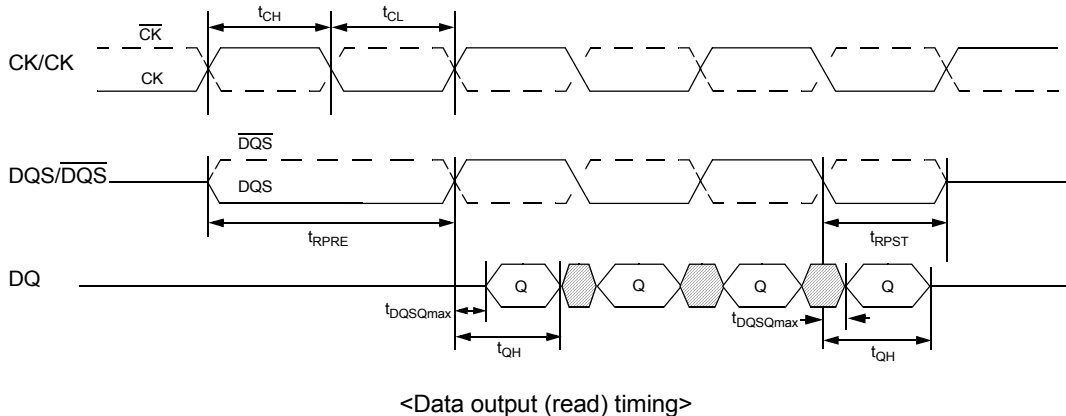 tCH tCL
CK
CK/CK
CK
DQS
DQS/DQS
DQS
tRPRE
tRPST
DQ
Q Q Q Q
tDQSQmax
tDQSQmax
tQH
tQH
<Data output (read) timing>